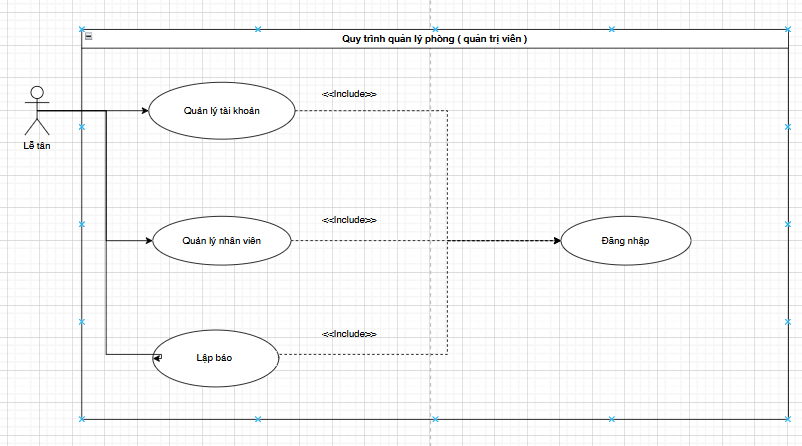 Quy trình quản lý phòng ( quản trị viên )
<<Include>>
Quản lý tài khoản
Lễ tân
<<Include>>
Quản lý nhân viên
Đăng nhập
<<Include>>
Lập báo